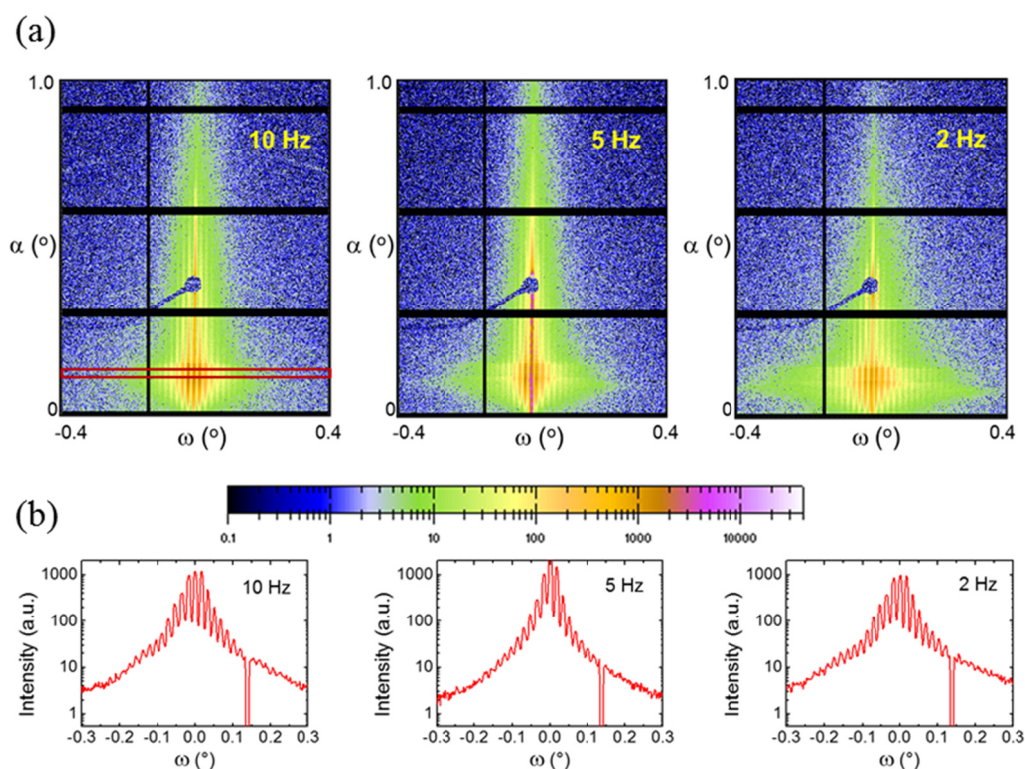 (a)
1.0 10 Hz 1.0 5 Hz 1.0 2 Hz
α (°) α (°) α (°)
0 0 0
-0.4 ω (°) 0.4 -0.4 ω (°) 0.4 -0.4 ω (°) 0.4
(b)
0.1 1 10 100 1000 10000
1000 10 Hz 1000 5 Hz 1000 2 Hz
100 100 100
10 10 10
1 1 1
Intensity (a.u.) Intensity (a.u.) Intensity (a.u.)
-0.3 -0.2 -0.1 0.0 0.1 0.2 0.3 -0.3 -0.2 -0.1 0.0 0.1 0.2 0.3 -0.3 -0.2 -0.1 0.0 0.1 0.2 0.3
ω (°) ω (°) ω (°)